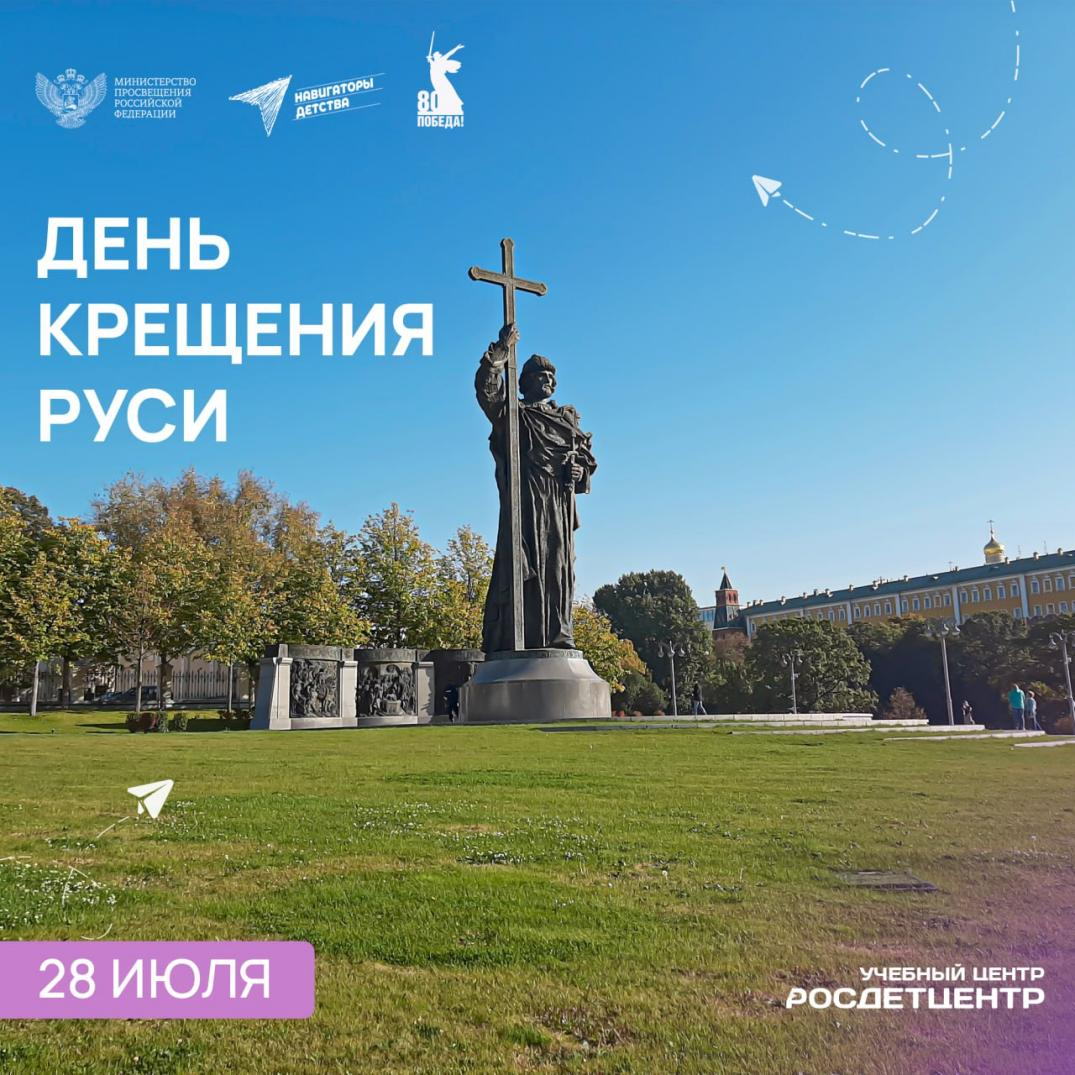 МИНИСТЕРСТВО
ПРОСВЕЩЕНИЯ
РОССИЙСКОЙ
ФЕДЕРАЦИИ
НАВИГАТОРЫ
ДЕТСТВА
80
ПОБЕДА!
ДЕНЬ
КРЕЩЕНИЯ
РУСИ
28 ИЮЛЯ
УЧЕБНЫЙ ЦЕНТР
РОСДЕТЦЕНТР